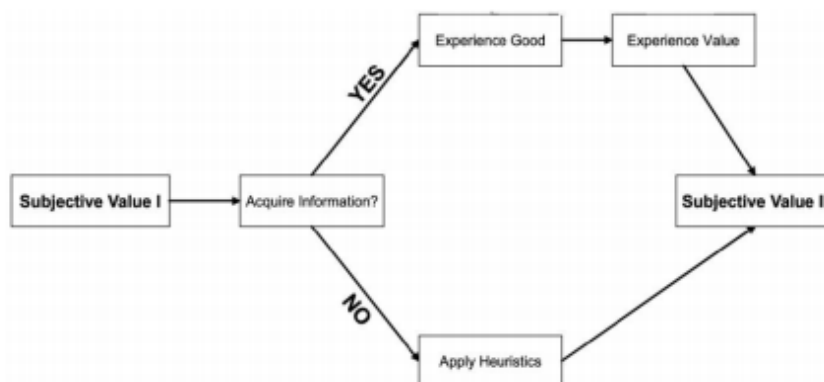 Experience Good
Experience Value
YES
Subjective Value I
Acquire Information?
Subjective Value I
NO
Apply Heuristics